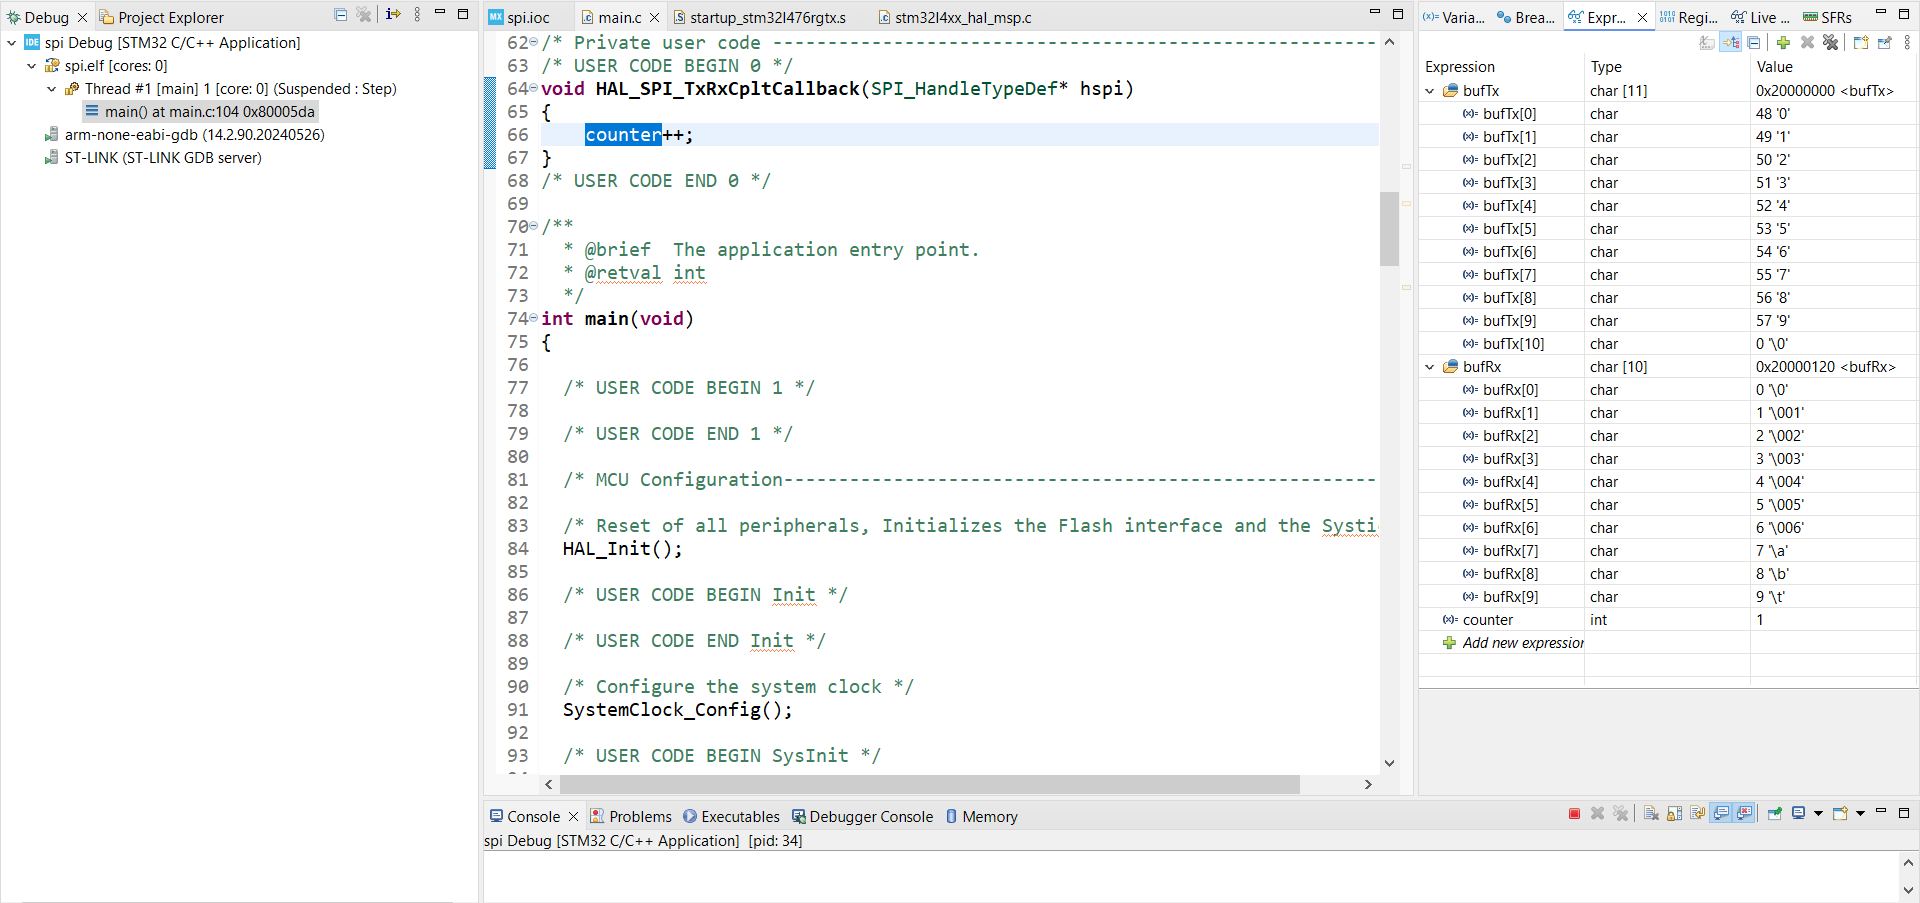 Debug
Project Explorer
spi Debug [STM32 C/C++ Application]
spi.elf [cores: 0]
Thread #1 [main] 1 [core: 0] (Suspended : Step)
main() at main.c:104 0x80005da
arm-none-eabi-gdb (14.2.90.20240526)
ST-LINK (ST-LINK GDB server)
MX spi.ioc
main.c
startup_stm32l476rgtx.s
stm32l4xx_hal_msp.c
62 /* Private user code -------------------------------------------------------
63 /* USER CODE BEGIN 0 */
64 void HAL_SPI_TxRxCpltCallback(SPI_HandleTypeDef* hspi)
65 {
66 counter++;
67 }
68 /* USER CODE END 0 */
69
70 /**
71 * @brief The application entry point.
72 * @retval int
73 */
74 int main(void)
75 {
76
77 /* USER CODE BEGIN 1 */
78
79 /* USER CODE END 1 */
80
81 /* MCU Configuration------------------------------------------------------
82
83 /* Reset of all peripherals, Initializes the Flash interface and the Systi
84 HAL_Init();
85
86 /* USER CODE BEGIN Init */
87
88 /* USER CODE END Init */
89
90 /* Configure the system clock */
91 SystemClock_Config();
92
93 /* USER CODE BEGIN SysInit */
Varia...
Brea...
Expr...
Regi...
Live ...
SFRs
Expression Type Value
bufTx char [11] 0x20000000 <bufTx>
bufTx[0] char 48 '0'
bufTx[1] char 49 '1'
bufTx[2] char 50 '2'
bufTx[3] char 51 '3'
bufTx[4] char 52 '4'
bufTx[5] char 53 '5'
bufTx[6] char 54 '6'
bufTx[7] char 55 '7'
bufTx[8] char 56 '8'
bufTx[9] char 57 '9'
bufTx[10] char 0 '\0'
bufRx char [10] 0x20000120 <bufRx>
bufRx[0] char 0 '\0'
bufRx[1] char 1 '\001'
bufRx[2] char 2 '\002'
bufRx[3] char 3 '\003'
bufRx[4] char 4 '\004'
bufRx[5] char 5 '\005'
bufRx[6] char 6 '\006'
bufRx[7] char 7 '\a'
bufRx[8] char 8 '\b'
bufRx[9] char 9 '\t'
counter int 1
Add new expression
Console
Problems
Executables
Debugger Console
Memory
spi Debug [STM32 C/C++ Application] [pid: 34]